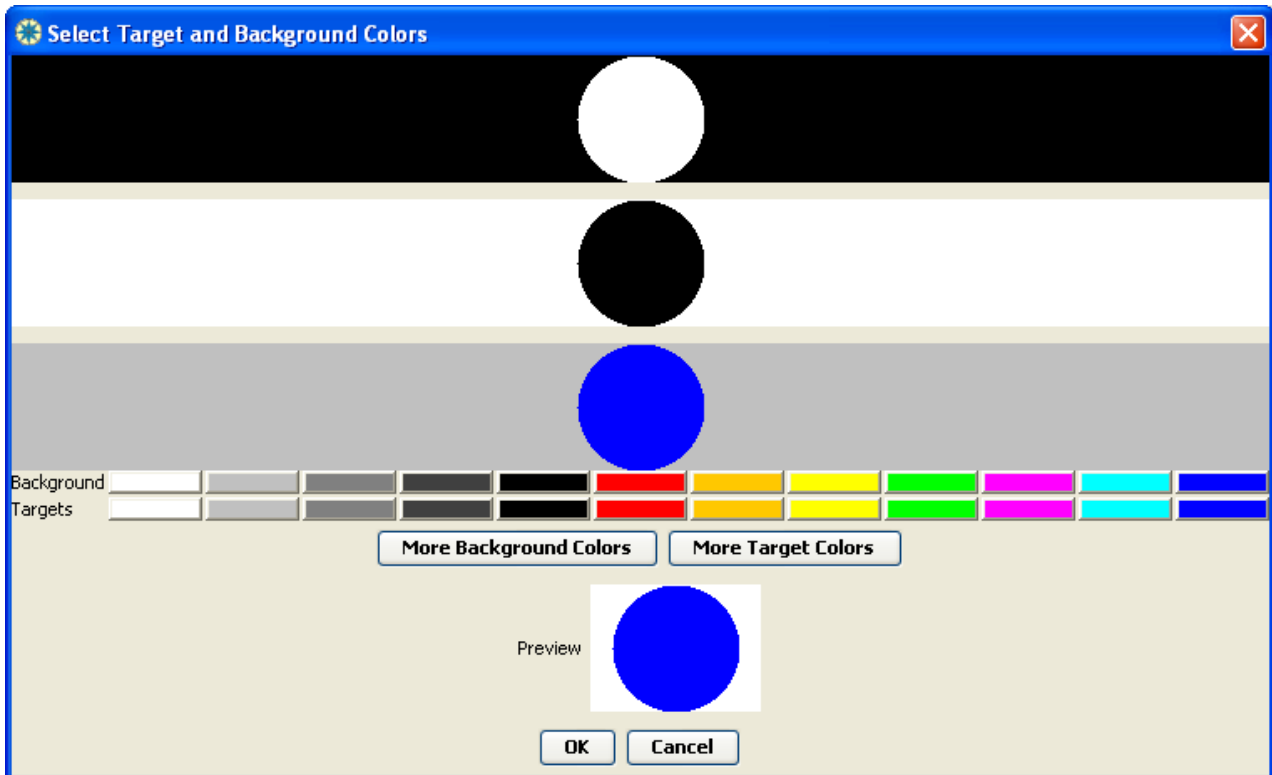 Select Target and Background Colors
Background
Targets
More Background Colors More Target Colors
Preview
OK Cancel